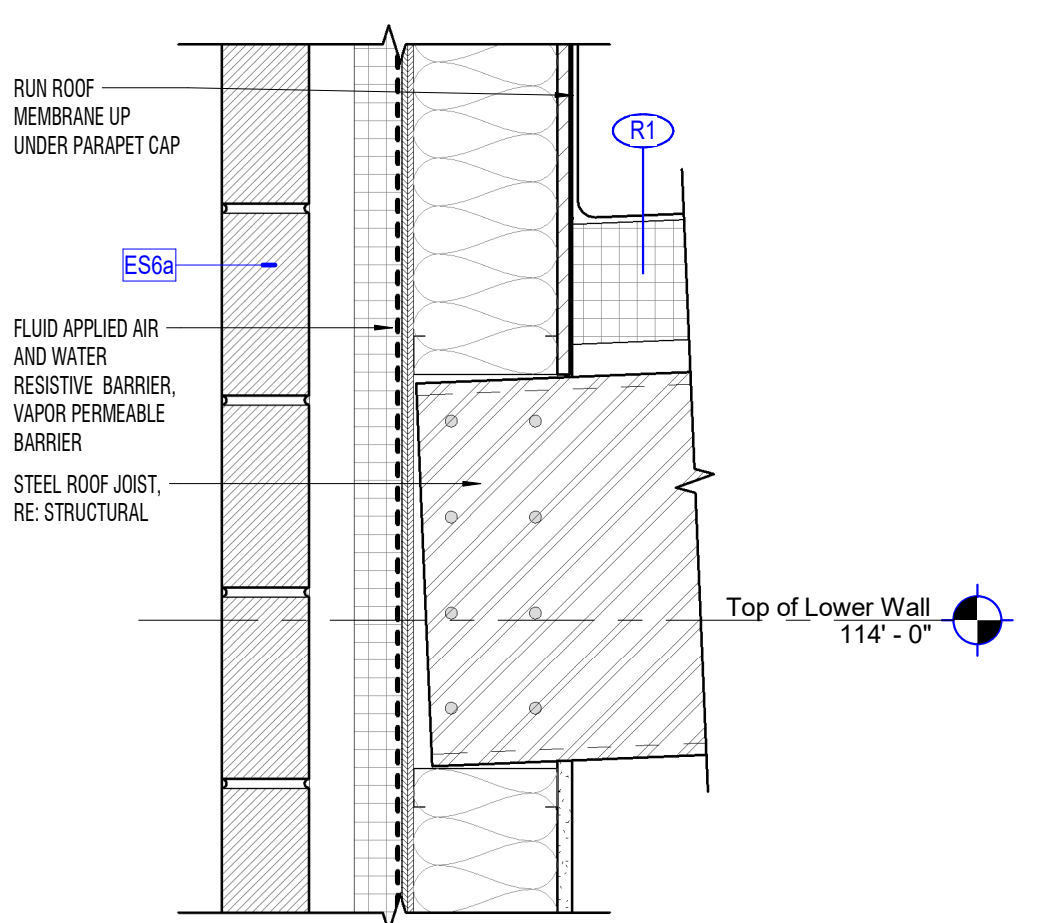 RUN ROOF
MEMBRANE UP
UNDER PARAPET CAP
R1
ES6a
FLUID APPLIED AIR
AND WATER
RESISTIVE BARRIER,
VAPOR PERMEABLE
BARRIER
STEEL ROOF JOIST,
RE: STRUCTURAL
Top of Lower Wall
114' - 0"